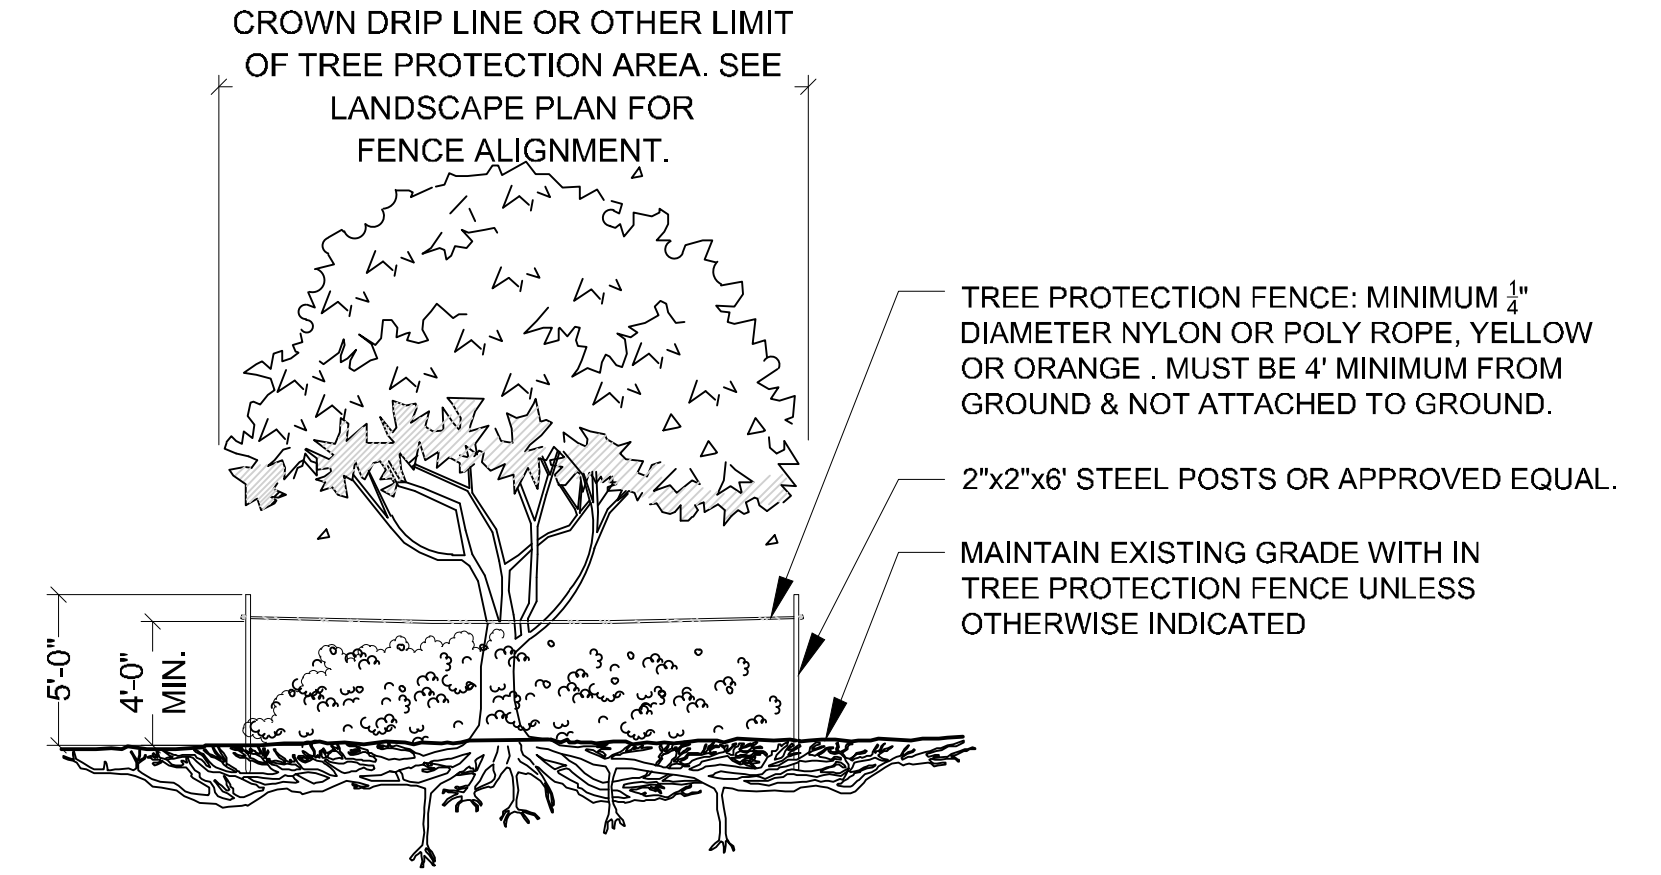 CROWN DRIP LINE OR OTHER LIMIT
OF TREE PROTECTION AREA. SEE
LANDSCAPE PLAN FOR
FENCE ALIGNMENT.
TREE PROTECTION FENCE: MINIMUM 1/4"
DIAMETER NYLON OR POLY ROPE, YELLOW
OR ORANGE . MUST BE 4' MINIMUM FROM
GROUND & NOT ATTACHED TO GROUND.
2"x2"x6' STEEL POSTS OR APPROVED EQUAL.
MAINTAIN EXISTING GRADE WITH IN
TREE PROTECTION FENCE UNLESS
OTHERWISE INDICATED
5'-0"
4'-0"
MIN.